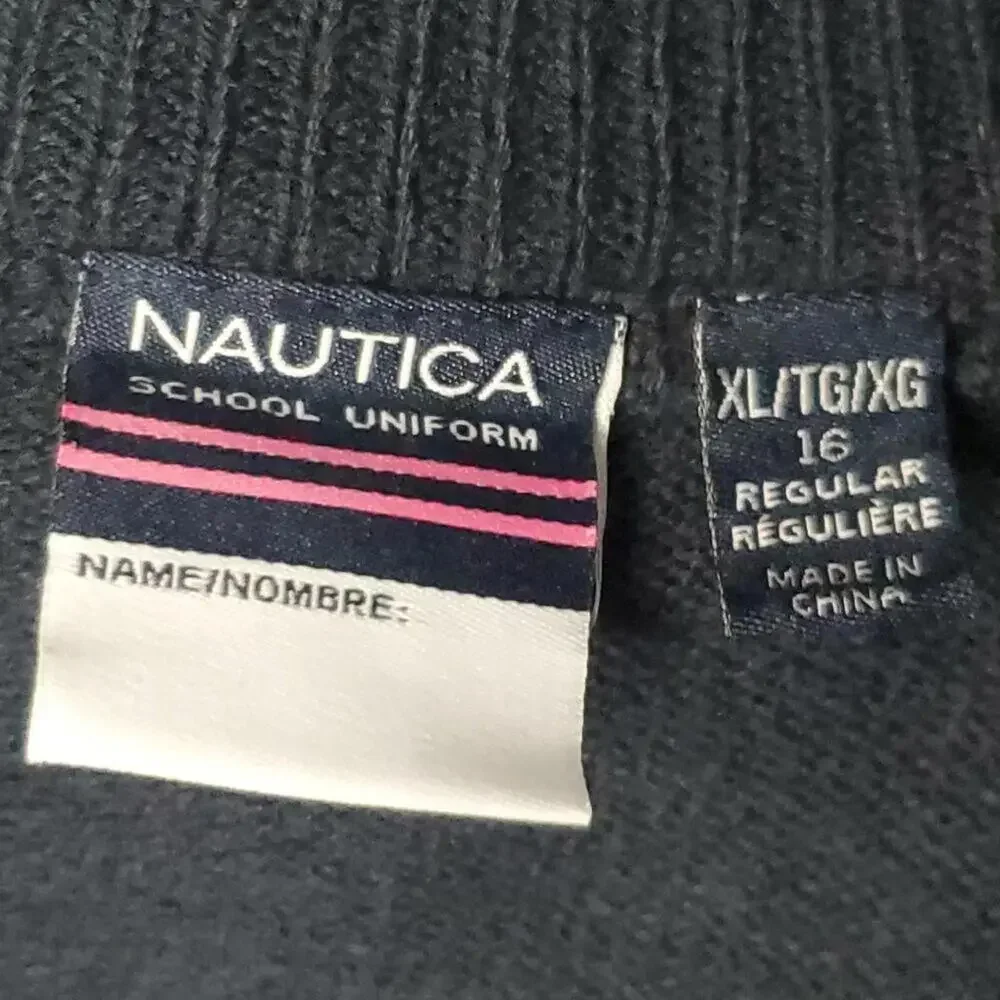 NAUTICA
SCHOOL UNIFORM
NAME/NOMBRE:
XL/TG/XG
16
REGULAR
RÉGULIÈRE
MADE IN
CHINA